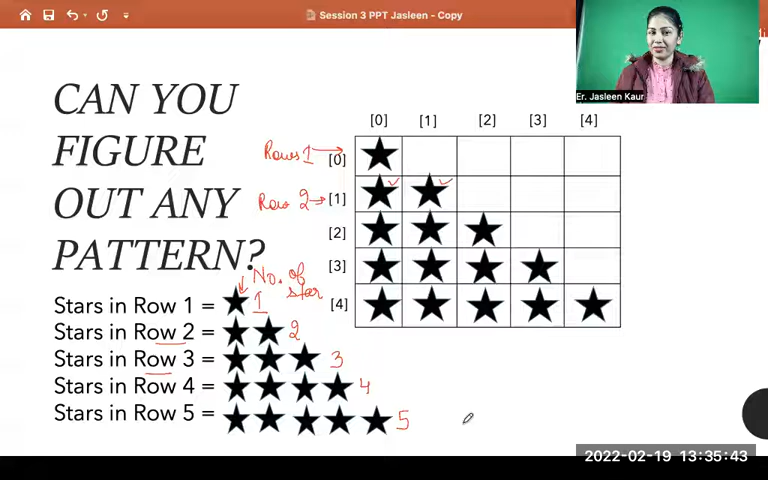 Session 3 PPT Jasleen - Copy
Er. Jasleen Kaur
CAN YOU
FIGURE
OUT ANY
PATTERN?
[0] [1] [2] [3] [4]
Rows 1 → [0]
Row 2 → [1]
[2]
[3]
[4]
No. of
star
Stars in Row 1 = 1
Stars in Row 2 = 2
Stars in Row 3 = 3
Stars in Row 4 = 4
Stars in Row 5 = 5
2022-02-19 13:35:43